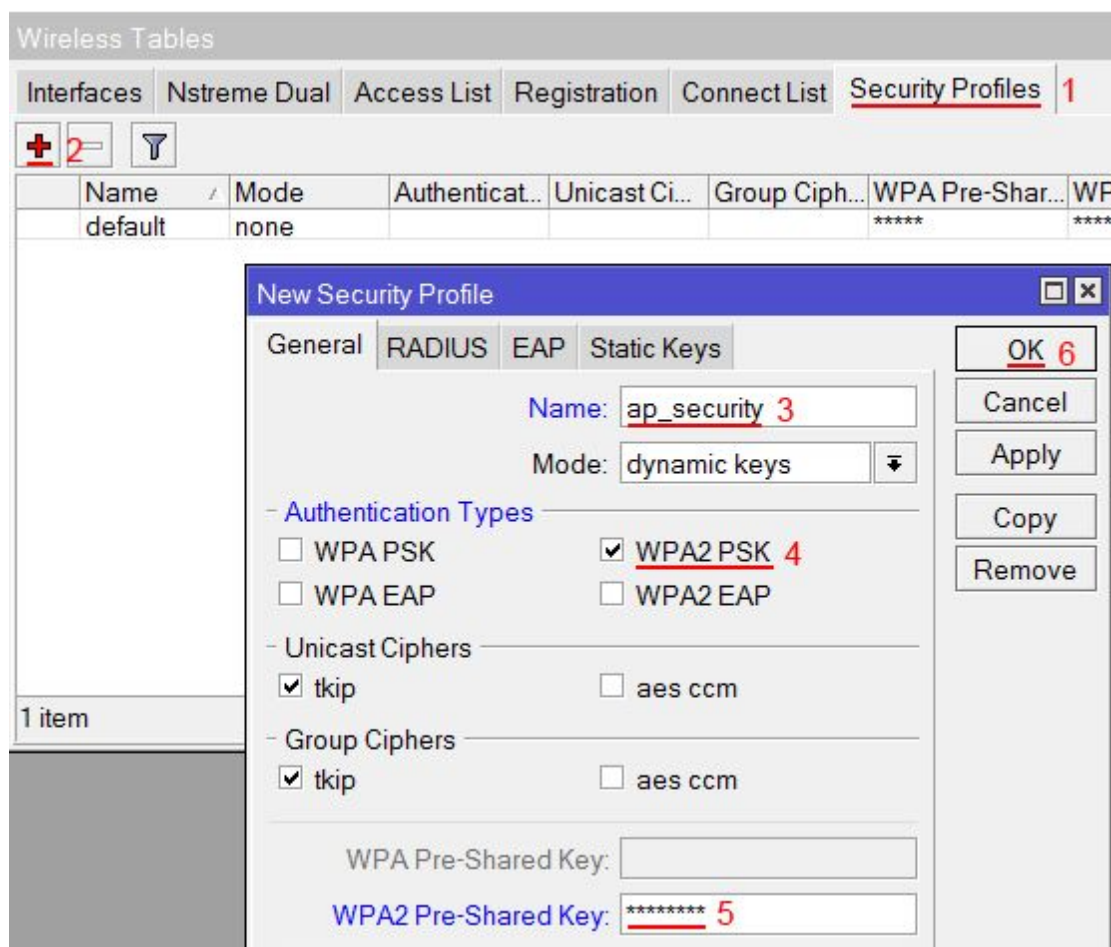 Wireless Tables
Interfaces Nstreme Dual Access List Registration Connect List Security Profiles 1
2
Name Mode Authenticat... Unicast Ci... Group Ciph... WPA Pre-Shar... WP
default none ***** ****
New Security Profile
General RADIUS EAP Static Keys
OK 6
Name: ap_security 3
Cancel
Mode: dynamic keys
Apply
Authentication Types
Copy
WPA PSK WPA2 PSK 4
Remove
WPA EAP WPA2 EAP
Unicast Ciphers
tkip aes ccm
1 item
Group Ciphers
tkip aes ccm
WPA Pre-Shared Key:
WPA2 Pre-Shared Key: ******** 5